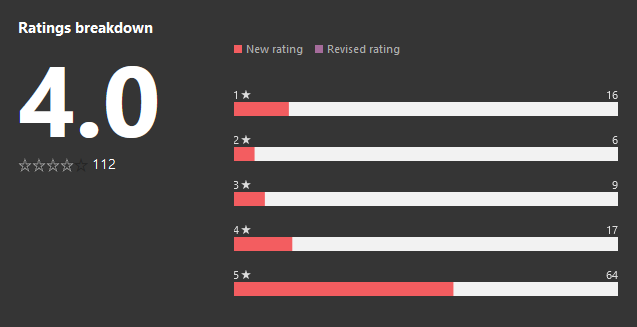 Ratings breakdown
4.0
112
New rating
Revised rating
1★ 16
2★ 6
3★ 9
4★ 17
5★ 64